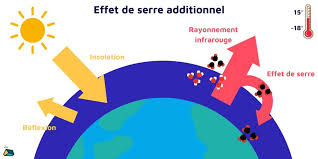 Effet de serre additionnel
15°
-18°
Rayonnement
infrarouge
Insolation
Effet de serre
Réflexion